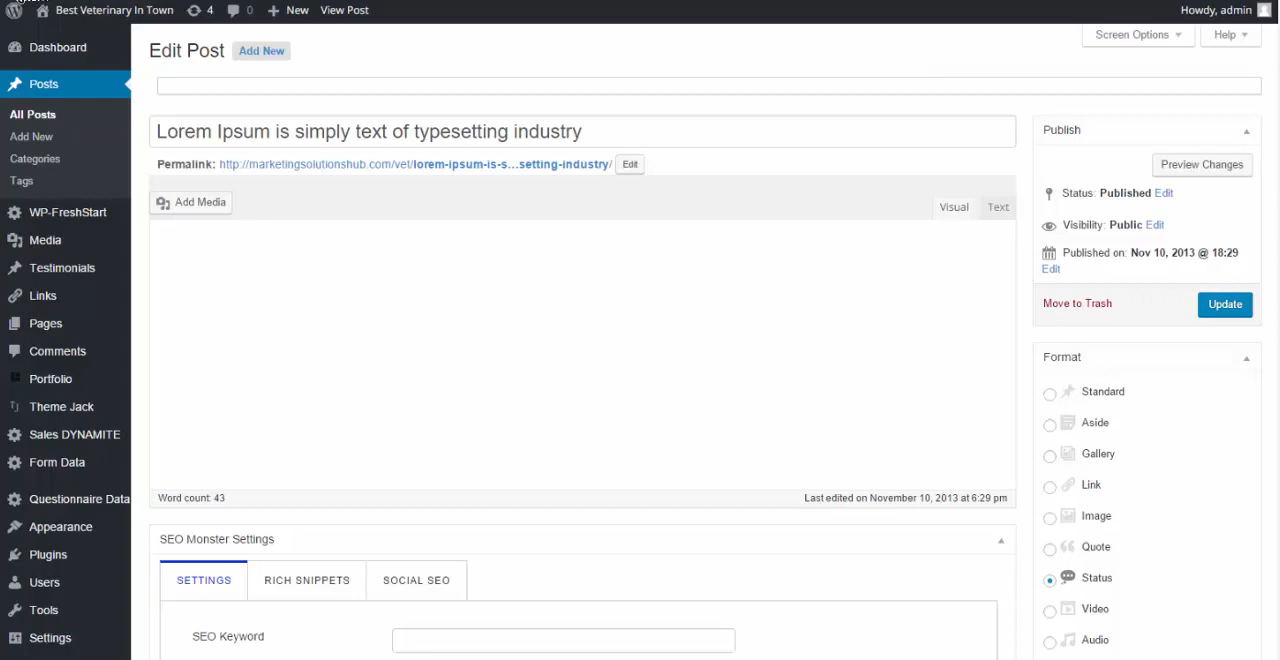 Best Veterinary In Town 4 0 New View Post Howdy, admin
Screen Options Help
Dashboard
Posts
All Posts
Add New
Categories
Tags
WP-FreshStart
Media
Testimonials
Links
Pages
Comments
Portfolio
Theme Jack
Sales DYNAMITE
Form Data
Questionnaire Data
Appearance
Plugins
Users
Tools
Settings
Edit Post Add New
Lorem Ipsum is simply text of typesetting industry
Permalink: http://marketingsolutionshub.com/vet/lorem-ipsum-is-s...setting-industry/ Edit
Add Media Visual Text
Word count: 43 Last edited on November 10, 2013 at 6:29 pm
SEO Monster Settings
SETTINGS RICH SNIPPETS SOCIAL SEO
SEO Keyword
Publish
Preview Changes
Status: Published Edit
Visibility: Public Edit
Published on: Nov 10, 2013 @ 18:29
Edit
Move to Trash Update
Format
Standard
Aside
Gallery
Link
Image
Quote
Status
Video
Audio